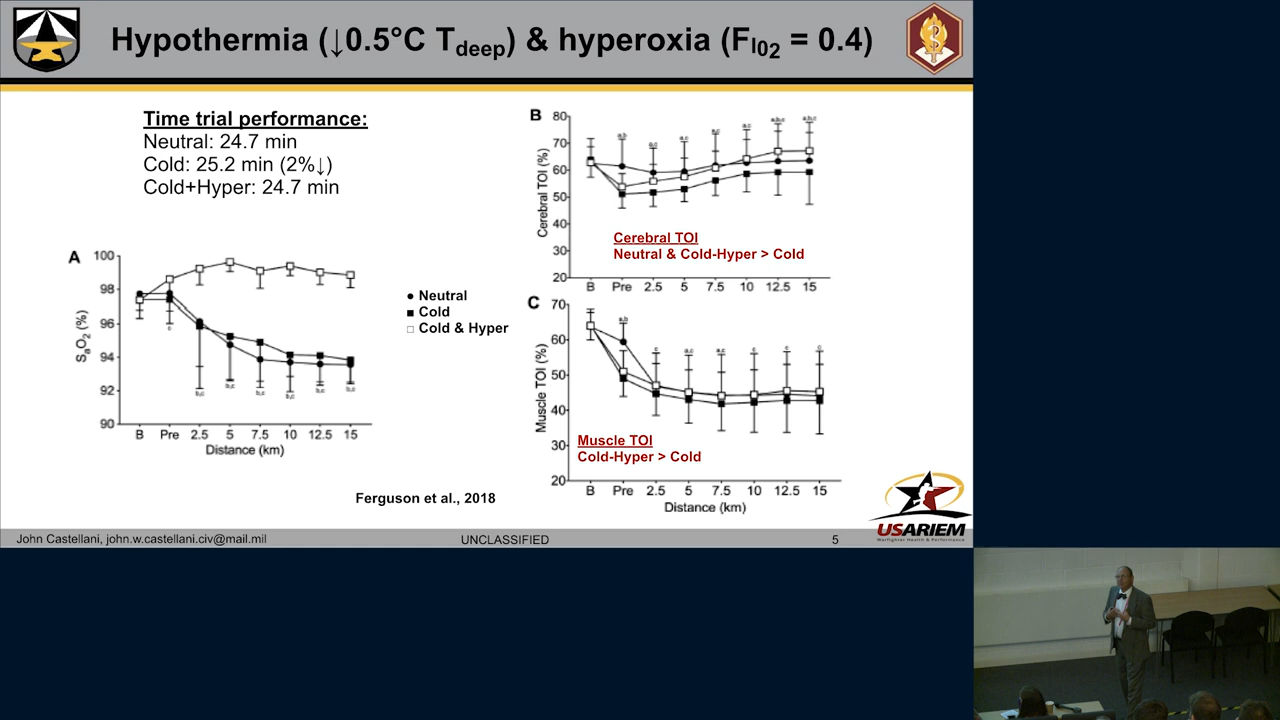 Hypothermia (↓0.5°C Tdeep) & hyperoxia (FI02 = 0.4)
Time trial performance:
Neutral: 24.7 min
Cold: 25.2 min (2%↓)
Cold+Hyper: 24.7 min
A
SaO2 (%)
100
98
96
94
92
90
c
b,c
b,c
b,c
b,c
b,c
b,c
B
Pre
2.5
5
7.5
10
12.5
15
Distance (km)
Neutral
Cold
Cold & Hyper
B
Cerebral TOI (%)
80
70
60
50
40
30
20
a,b
a,c
a,c
a,c
a,c
a,b,c
a,b,c
Cerebral TOI
Neutral & Cold-Hyper > Cold
B
Pre
2.5
5
7.5
10
12.5
15
C
Muscle TOI (%)
70
60
50
40
30
20
a,b
c
a,c
a,c
c
c
c
Muscle TOI
Cold-Hyper > Cold
B
Pre
2.5
5
7.5
10
12.5
15
Distance (km)
Ferguson et al., 2018
USARIEM
Warfighter Health & Performance
John Castellani, john.w.castellani.civ@mail.mil
UNCLASSIFIED
5